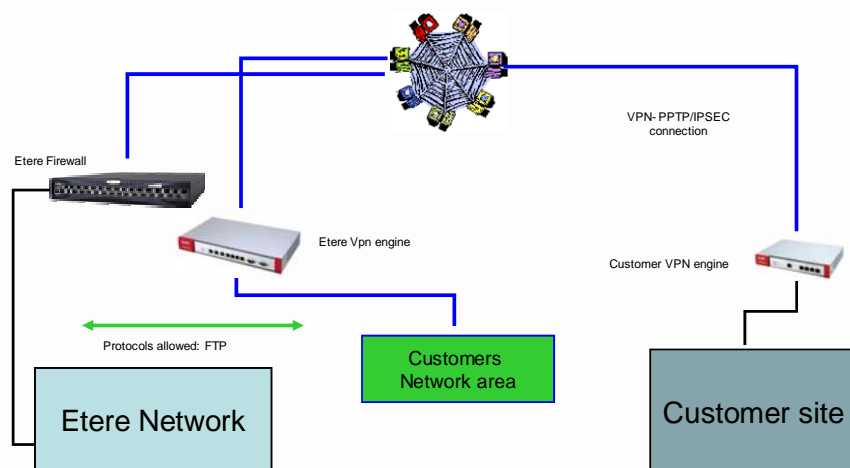 VPN- PPTP/IPSEC
connection
Etere Firewall
Etere Vpn engine
Customer VPN engine
Protocols allowed: FTP
Customers
Network area
Etere Network
Customer site